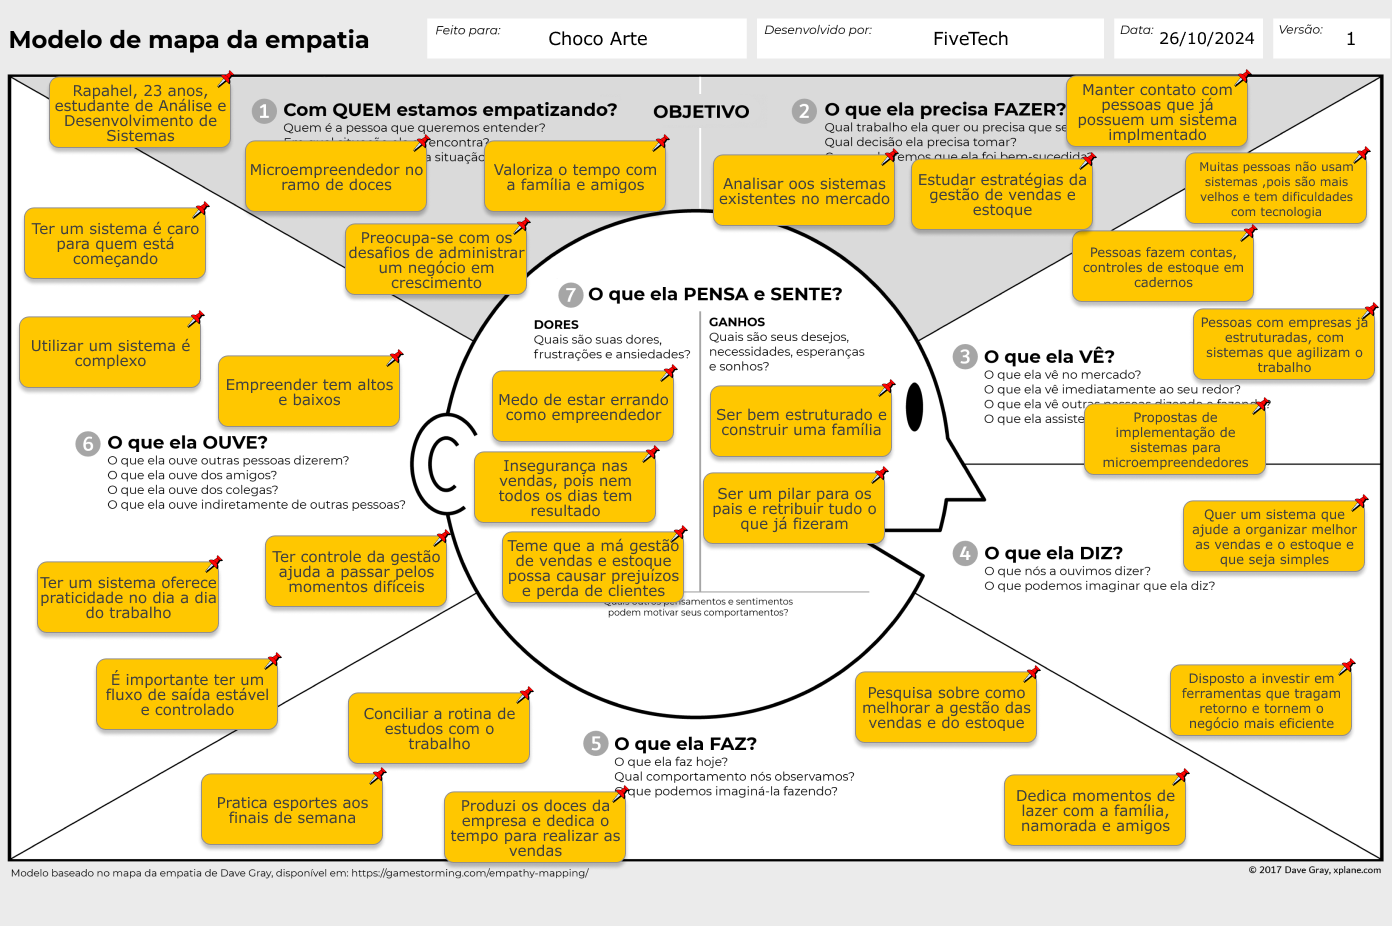 Modelo de mapa da empatia
Feito para:
Choco Arte
Desenvolvido por:
FiveTech
Data:
26/10/2024
Versão:
1
Rapahel, 23 anos,
estudante de Análise e
Desenvolvimento de
Sistemas
1
Com QUEM estamos empatizando?
Quem é a pessoa que queremos entender?
encontra?
a situação
Microempreendedor no
ramo de doces
Valoriza o tempo com
a família e amigos
Preocupa-se com os
desafios de administrar
um negócio em
crescimento
OBJETIVO
2
O que ela precisa FAZER?
Qual trabalho ela quer ou precisa que se
Qual decisão ela precisa tomar?
que ela foi bem-sucedida?
Manter contato com
pessoas que já
possuem um sistema
implmentado
Analisar oos sistemas
existentes no mercado
Estudar estratégias da
gestão de vendas e
estoque
Muitas pessoas não usam
sistemas ,pois são mais
velhos e tem dificuldades
com tecnologia
Pessoas fazem contas,
controles de estoque em
cadernos
Pessoas com empresas já
estruturadas, com
sistemas que agilizam o
trabalho
3
O que ela VÊ?
O que ela vê no mercado?
O que ela vê imediatamente ao seu redor?
O que ela vê outras pessoas dizendo e fazendo?
O que ela assiste
Propostas de
implementação de
sistemas para
microempreendedores
Quer um sistema que
ajude a organizar melhor
as vendas e o estoque e
que seja simples
4
O que ela DIZ?
O que nós a ouvimos dizer?
O que podemos imaginar que ela diz?
Disposto a investir em
ferramentas que tragam
retorno e tornem o
negócio mais eficiente
Ter um sistema é caro
para quem está
começando
Utilizar um sistema é
complexo
Empreender tem altos
e baixos
6
O que ela OUVE?
O que ela ouve outras pessoas dizerem?
O que ela ouve dos amigos?
O que ela ouve dos colegas?
O que ela ouve indiretamente de outras pessoas?
Ter controle da gestão
ajuda a passar pelos
momentos difíceis
Ter um sistema oferece
praticidade no dia a dia
do trabalho
É importante ter um
fluxo de saída estável
e controlado
7
O que ela PENSA e SENTE?
DORES
Quais são suas dores,
frustrações e ansiedades?
GANHOS
Quais são seus desejos,
necessidades, esperanças
e sonhos?
Medo de estar errando
como empreendedor
Insegurança nas
vendas, pois nem
todos os dias tem
resultado
Teme que a má gestão
de vendas e estoque
possa causar prejuízos
e perda de clientes
Ser bem estruturado e
construir uma família
Ser um pilar para os
pais e retribuir tudo o
que já fizeram
Quais outros pensamentos e sentimentos
podem motivar seus comportamentos?
Conciliar a rotina de
estudos com o
trabalho
Pratica esportes aos
finais de semana
Produzi os doces da
empresa e dedica o
tempo para realizar as
vendas
5
O que ela FAZ?
O que ela faz hoje?
Qual comportamento nós observamos?
O que podemos imaginá-la fazendo?
Pesquisa sobre como
melhorar a gestão das
vendas e do estoque
Dedica momentos de
lazer com a família,
namorada e amigos
Modelo baseado no mapa da empatia de Dave Gray, disponível em: https://gamestorming.com/empathy-mapping/
© 2017 Dave Gray, xplane.com